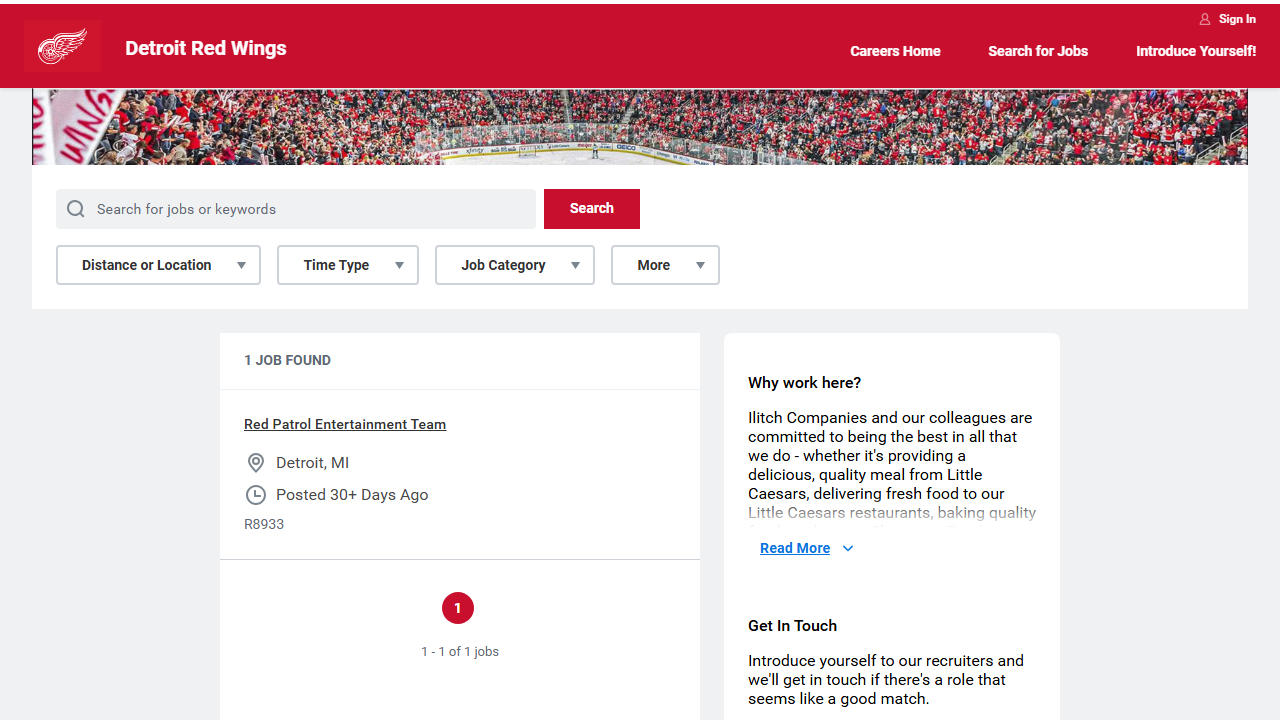 Sign In
Detroit Red Wings
Careers Home
Search for Jobs
Introduce Yourself!
WINGS
GEICO
Search for jobs or keywords
Search
Distance or Location
Time Type
Job Category
More
1 JOB FOUND
Red Patrol Entertainment Team
Detroit, MI
Posted 30+ Days Ago
R8933
1
1 - 1 of 1 jobs
Why work here?
Ilitch Companies and our colleagues are
committed to being the best in all that
we do - whether it's providing a
delicious, quality meal from Little
Caesars, delivering fresh food to our
Little Caesars restaurants, baking quality
Read More
Get In Touch
Introduce yourself to our recruiters and
we'll get in touch if there's a role that
seems like a good match.